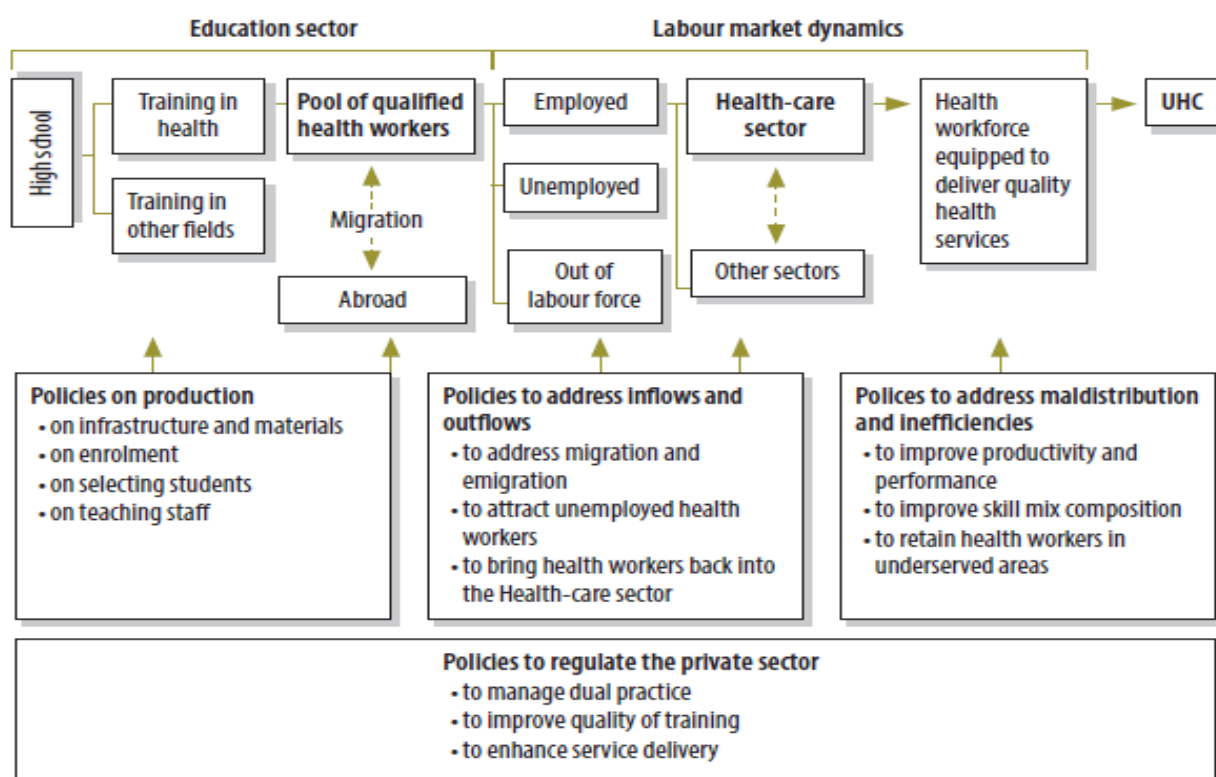 Education sector
Labour market dynamics
High school
Training in
health
Training in
other fields
Pool of qualified
health workers
Migration
Abroad
Employed
Unemployed
Out of
labour force
Health-care
sector
Other sectors
Health
workforce
equipped to
deliver quality
health
services
UHC
Policies on production
• on infrastructure and materials
• on enrolment
• on selecting students
• on teaching staff
Policies to address inflows and
outflows
• to address migration and
emigration
• to attract unemployed health
workers
• to bring health workers back into
the Health-care sector
Polices to address maldistribution
and inefficiencies
• to improve productivity and
performance
• to improve skill mix composition
• to retain health workers in
underserved areas
Policies to regulate the private sector
• to manage dual practice
• to improve quality of training
• to enhance service delivery